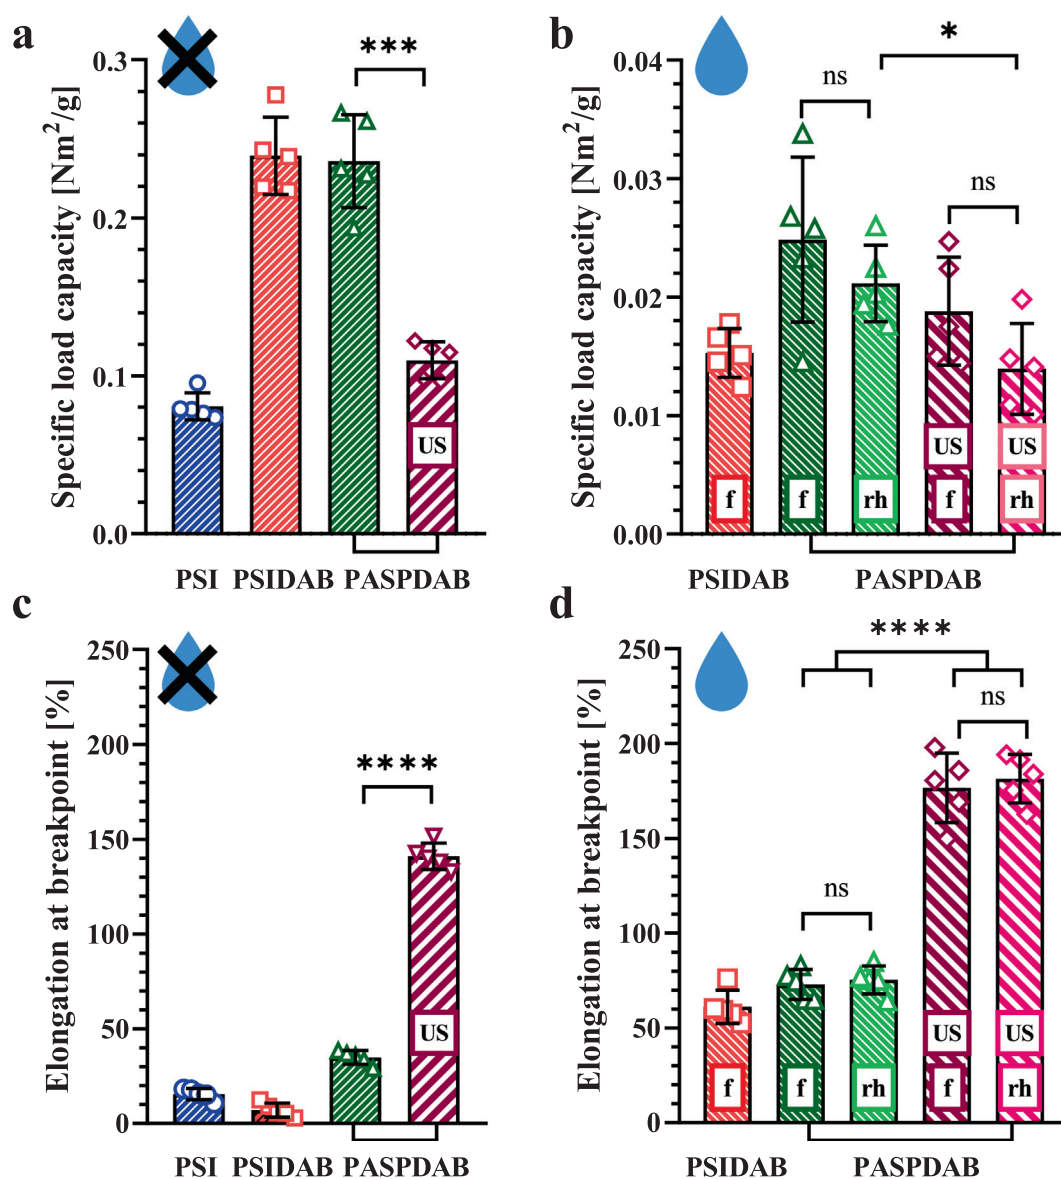 a
Specific load capacity [Nm²/g]
0.3
0.2
0.1
0.0
***
US
PSI PSIDAB PASPDAB
b
Specific load capacity [Nm²/g]
0.04
0.03
0.02
0.01
0.00
*
ns
ns
US US
f f rh f rh
PSIDAB PASPDAB
c
Elongation at breakpoint [%]
250
200
150
100
50
0
****
US
PSI PSIDAB PASPDAB
d
Elongation at breakpoint [%]
250
200
150
100
50
0
****
ns
ns
US US
f f rh f rh
PSIDAB PASPDAB